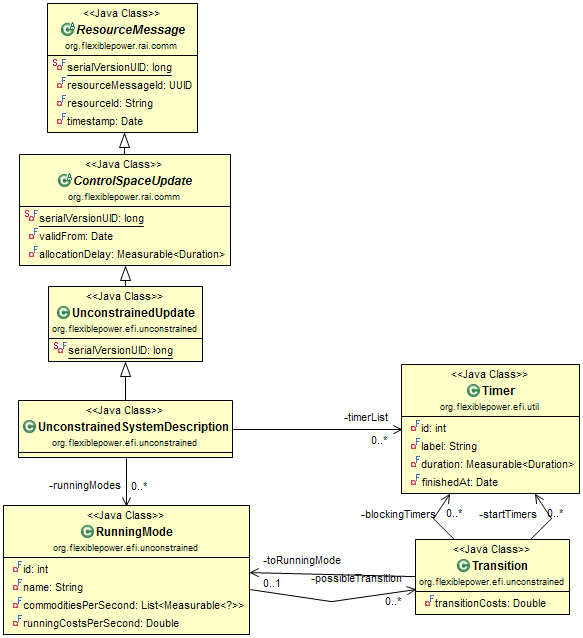 <<Java Class>>
ResourceMessage
org.flexiblepower.rai.comm
serialVersionUID: long
resourceMessageId: UUID
resourceId: String
timestamp: Date
<<Java Class>>
ControlSpaceUpdate
org.flexiblepower.rai.comm
serialVersionUID: long
validFrom: Date
allocationDelay: Measurable<Duration>
<<Java Class>>
UnconstrainedUpdate
org.flexiblepower.efi.unconstrained
serialVersionUID: long
<<Java Class>>
UnconstrainedSystemDescription
org.flexiblepower.efi.unconstrained
-timerList
0..*
<<Java Class>>
Timer
org.flexiblepower.efi.util
id: int
label: String
duration: Measurable<Duration>
finishedAt: Date
-runningModes
0..*
<<Java Class>>
RunningMode
org.flexiblepower.efi.unconstrained
id: int
name: String
commoditiesPerSecond: List<Measurable<?>>
runningCostsPerSecond: Double
-blockingTimers
0..*
-startTimers
0..*
-toRunningMode
0..1
-possibleTransition
0..*
<<Java Class>>
Transition
org.flexiblepower.efi.unconstrained
transitionCosts: Double